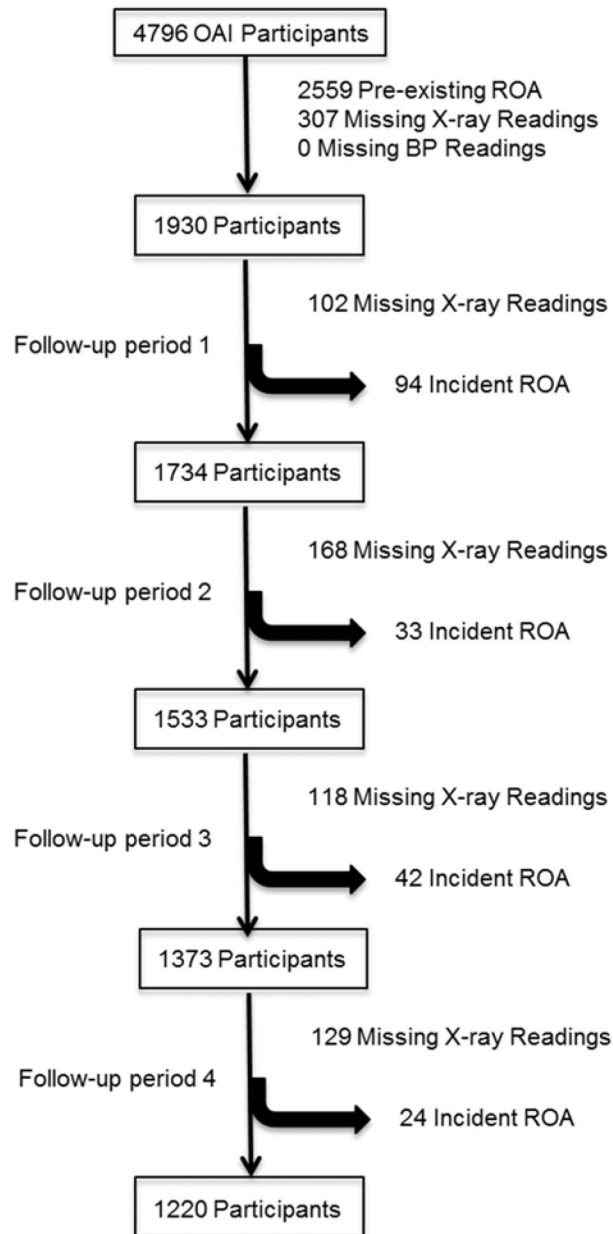 4796 OAI Participants
2559 Pre-existing ROA
307 Missing X-ray Readings
0 Missing BP Readings
1930 Participants
102 Missing X-ray Readings
Follow-up period 1
94 Incident ROA
1734 Participants
168 Missing X-ray Readings
Follow-up period 2
33 Incident ROA
1533 Participants
118 Missing X-ray Readings
Follow-up period 3
42 Incident ROA
1373 Participants
129 Missing X-ray Readings
Follow-up period 4
24 Incident ROA
1220 Participants